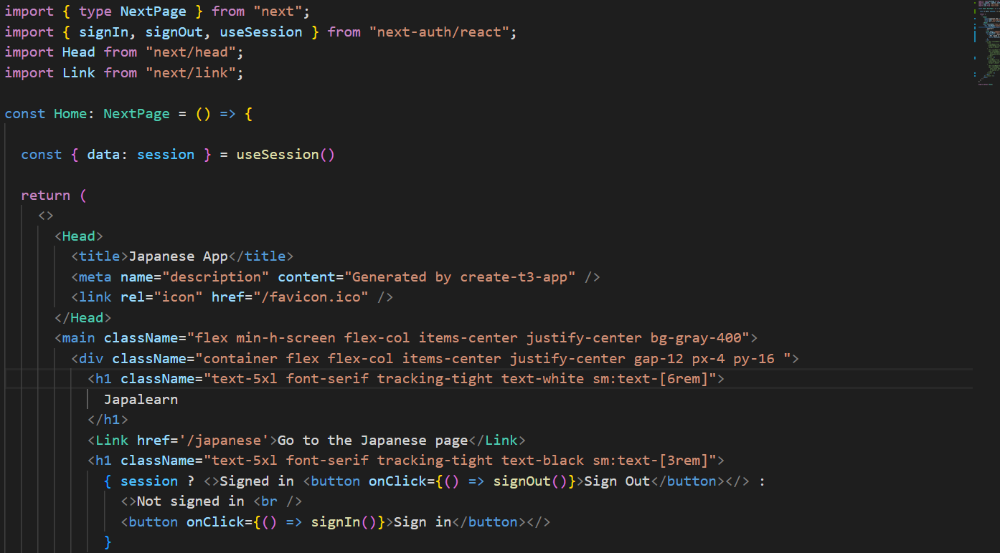 import { type NextPage } from "next";
import { signIn, signOut, useSession } from "next-auth/react";
import Head from "next/head";
import Link from "next/link";

const Home: NextPage = () => {

  const { data: session } = useSession()

  return (
    <>
      <Head>
        <title>Japanese App</title>
        <meta name="description" content="Generated by create-t3-app" />
        <link rel="icon" href="/favicon.ico" />
      </Head>
      <main className="flex min-h-screen flex-col items-center justify-center bg-gray-400">
        <div className="container flex flex-col items-center justify-center gap-12 px-4 py-16 ">
          <h1 className="text-5xl font-serif tracking-tight text-white sm:text-[6rem]">
            Japalearn
          </h1>
          <Link href='/japanese'>Go to the Japanese page</Link>
          <h1 className="text-5xl font-serif tracking-tight text-black sm:text-[3rem]">
            { session ? <>Signed in <button onClick={() => signOut()}>Sign Out</button></> :
              <>Not signed in <br />
              <button onClick={() => signIn()}>Sign in</button></>
            }